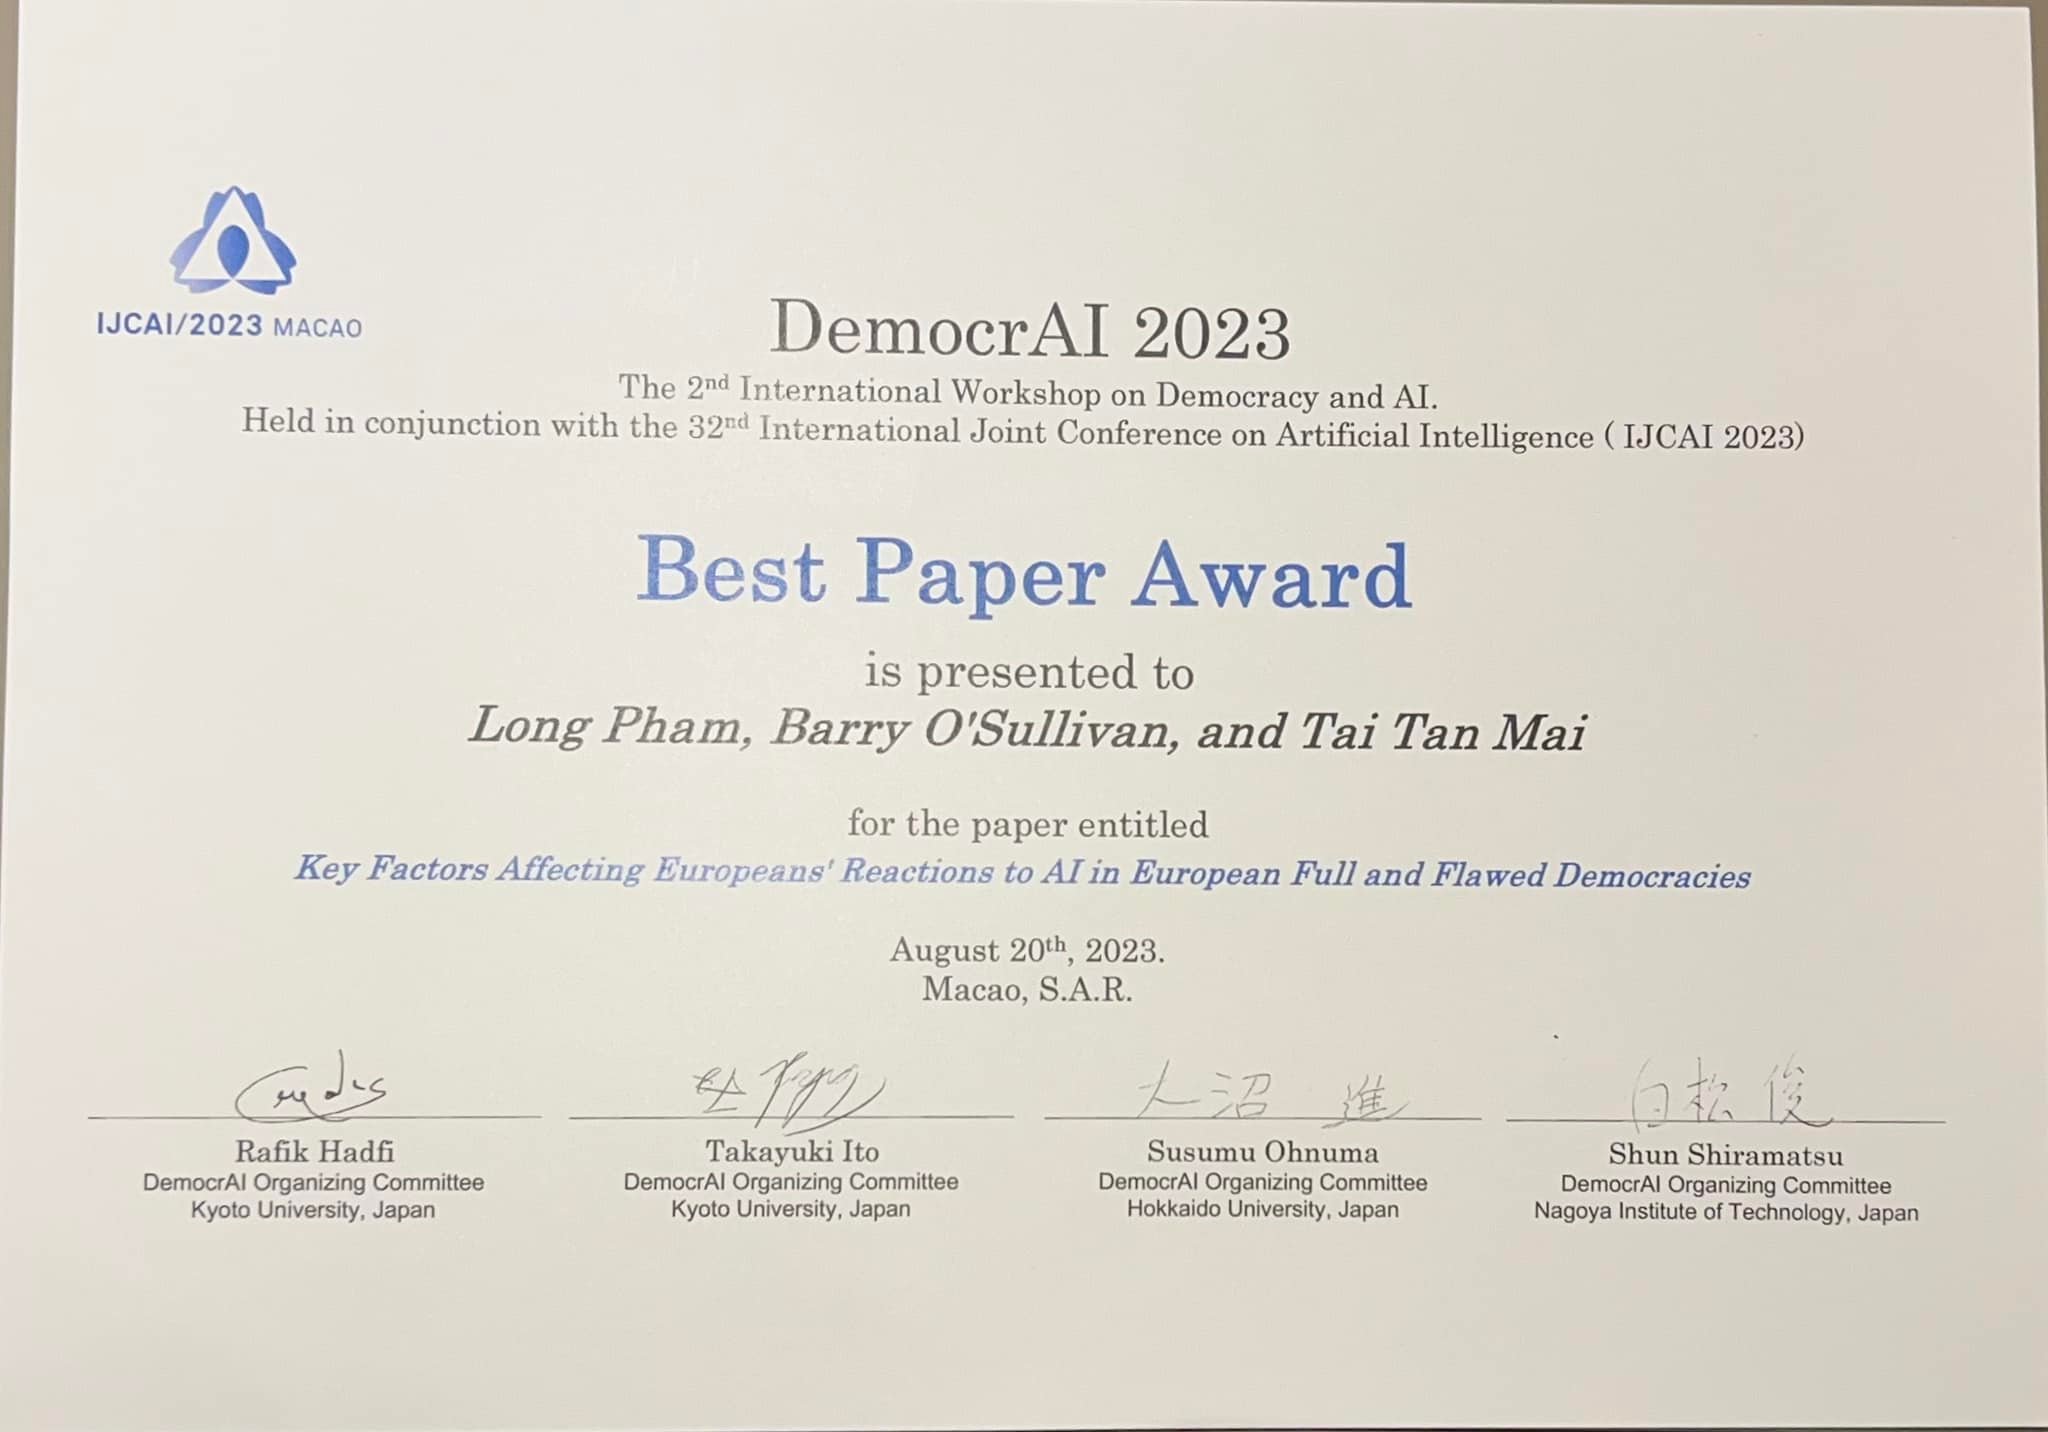 IJCAI/2023 MACAO
DemocrAI 2023
The 2nd International Workshop on Democracy and AI.
Held in conjunction with the 32nd International Joint Conference on Artificial Intelligence ( IJCAI 2023)
Best Paper Award
is presented to
Long Pham, Barry O'Sullivan, and Tai Tan Mai
for the paper entitled
Key Factors Affecting Europeans' Reactions to AI in European Full and Flawed Democracies
August 20th, 2023.
Macao, S.A.R.
大沼 進
白松 俊
Rafik Hadfi
DemocrAI Organizing Committee
Kyoto University, Japan
Takayuki Ito
DemocrAI Organizing Committee
Kyoto University, Japan
Susumu Ohnuma
DemocrAI Organizing Committee
Hokkaido University, Japan
Shun Shiramatsu
DemocrAI Organizing Committee
Nagoya Institute of Technology, Japan